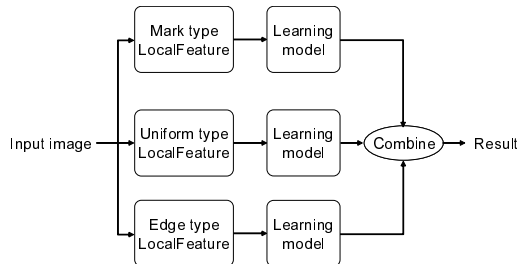 Mark type
LocalFeature
Learning
model
Input image
Uniform type
LocalFeature
Learning
model
Combine
Result
Edge type
LocalFeature
Learning
model